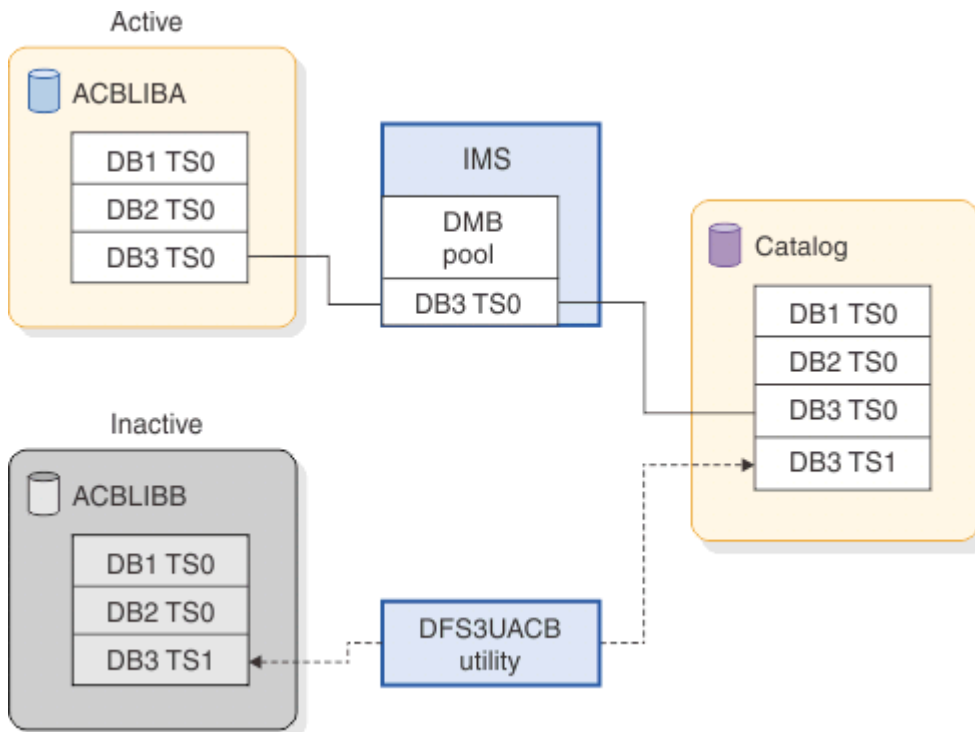 Active
ACBLIBA
DB1 TS0
DB2 TS0
DB3 TS0
IMS
DMB
pool
DB3 TS0
Catalog
DB1 TS0
DB2 TS0
DB3 TS0
DB3 TS1
Inactive
ACBLIBB
DB1 TS0
DB2 TS0
DB3 TS1
DFS3UACB
utility